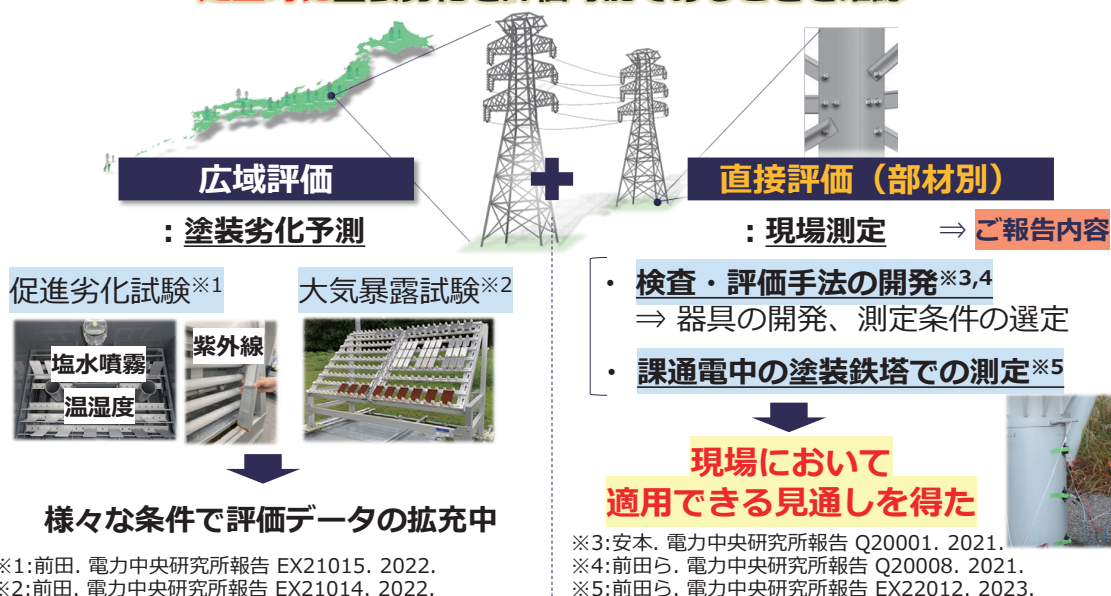 広域評価
直接評価（部材別）
：塗装劣化予測
：現場測定 ⇒ ご報告内容
促進劣化試験※1
大気暴露試験※2
塩水噴霧
温湿度
紫外線
様々な条件で評価データの拡充中
・ 検査・評価手法の開発※3,4
⇒ 器具の開発、測定条件の選定
・ 課通電中の塗装鉄塔での測定※5
現場において
適用できる見通しを得た
※1:前田. 電力中央研究所報告 EX21015. 2022.
※2:前田. 電力中央研究所報告 EX21014. 2022.
※3:安本. 電力中央研究所報告 Q20001. 2021.
※4:前田ら. 電力中央研究所報告 Q20008. 2021.
※5:前田ら. 電力中央研究所報告 EX22012. 2023.